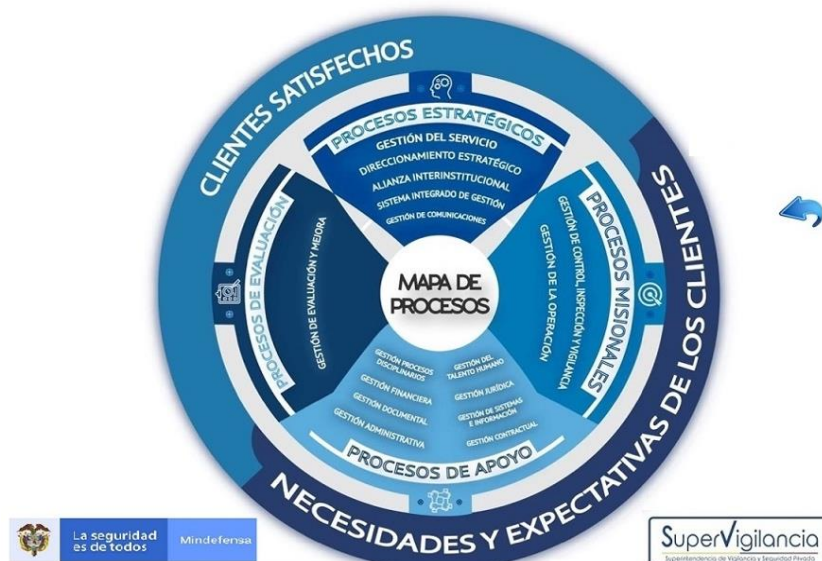 CLIENTES SATISFECHOS
PROCESOS ESTRATÉGICOS
GESTIÓN DEL SERVICIO
DIRECCIONAMIENTO ESTRATÉGICO
ALIANZA INTERINSTITUCIONAL
SISTEMA INTEGRADO DE GESTIÓN
GESTIÓN DE COMUNICACIONES
PROCESOS DE EVALUACIÓN
GESTIÓN DE EVALUACIÓN Y MEJORA
MAPA DE
PROCESOS
PROCESOS MISIONALES
GESTIÓN DE CONTROL, INSPECCIÓN Y VIGILANCIA
GESTIÓN DE LA OPERACIÓN
GESTIÓN PROCESOS
DISCIPLINARIOS
GESTIÓN FINANCIERA
GESTIÓN DOCUMENTAL
GESTIÓN ADMINISTRATIVA
GESTIÓN DEL
TALENTO HUMANO
GESTIÓN JURÍDICA
GESTIÓN DE SISTEMAS
E INFORMACIÓN
GESTIÓN CONTRACTUAL
PROCESOS DE APOYO
NECESIDADES Y EXPECTATIVAS DE LOS CLIENTES
La seguridad
es de todos
Mindefensa
SuperVigilancia
Superintendencia de Vigilancia y Seguridad Privada